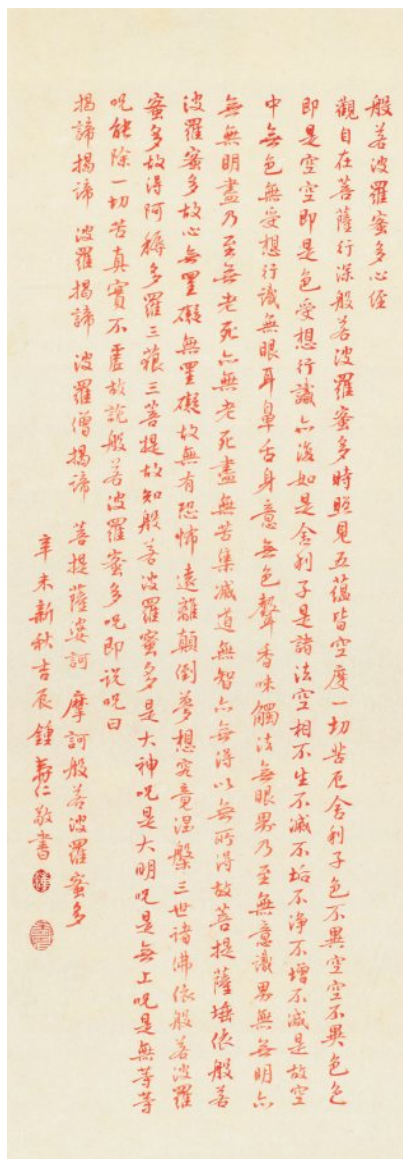 般若波羅蜜多心經
觀自在菩薩行深般若波羅蜜多時照見五蘊皆空度一切苦厄舍利子色不異空空不異色色
即是空空即是色受想行識亦復如是舍利子是諸法空相不生不滅不垢不淨不增不減是故空
中無色無受想行識無眼耳鼻舌身意無色聲香味觸法無眼界乃至無意識界無無明亦
無無明盡乃至無老死亦無老死盡無苦集滅道無智亦無得以無所得故菩提薩埵依般若
波羅蜜多故心無罣礙無罣礙故無有恐怖遠離顛倒夢想究竟涅槃三世諸佛依般若波羅
蜜多故得阿耨多羅三藐三菩提故知般若波羅蜜多是大神咒是大明咒是無上咒是無等等
咒能除一切苦真實不虛故說般若波羅蜜多咒即說咒曰
揭諦揭諦 波羅揭諦 波羅僧揭諦 菩提薩婆訶 摩訶般若波羅蜜多
辛未新秋吉辰鍾壽仁敬書